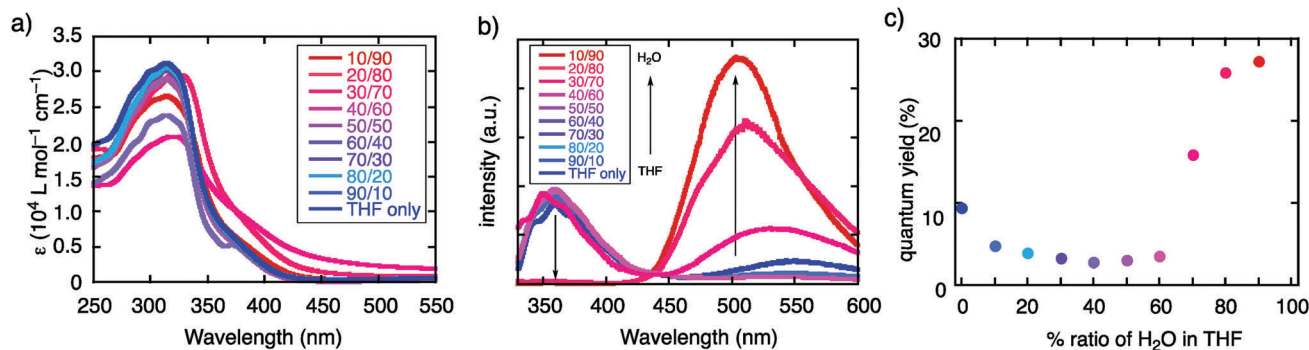 a)
3.5
3.0
2.5
2.0
1.5
1.0
0.5
0
ε (10⁴ L mol⁻¹ cm⁻¹)
10/90
20/80
30/70
40/60
50/50
60/40
70/30
80/20
90/10
THF only
250 300 350 400 450 500 550
Wavelength (nm)
b)
intensity (a.u.)
10/90
20/80
30/70
40/60
50/50
60/40
70/30
80/20
90/10
THF only
H₂O
THF
350 400 450 500 550 600
Wavelength (nm)
c)
30
20
10
0
quantum yield (%)
0 20 40 60 80 100
% ratio of H₂O in THF